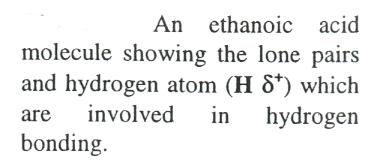 An ethanoic acid
molecule showing the lone pairs
and hydrogen atom (H δ⁺) which
are involved in hydrogen
bonding.